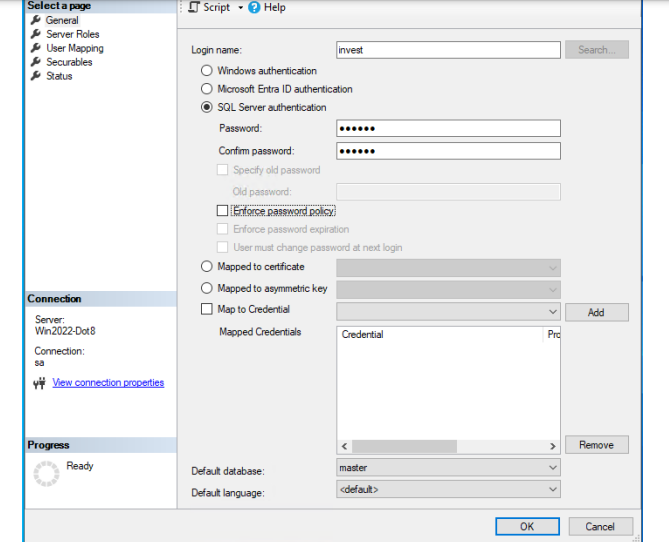 Select a page
General
Server Roles
User Mapping
Securables
Status
Script Help
Login name: invest Search...
Windows authentication
Microsoft Entra ID authentication
SQL Server authentication
Password: ●●●●●●
Confirm password: ●●●●●●
Specify old password
Old password:
Enforce password policy
Enforce password expiration
User must change password at next login
Mapped to certificate
Mapped to asymmetric key
Map to Credential Add
Mapped Credentials Credential Pro
Remove
Default database: master
Default language: <default>
Connection
Server:
Win2022-Dot8
Connection:
sa
View connection properties
Progress
Ready
OK Cancel